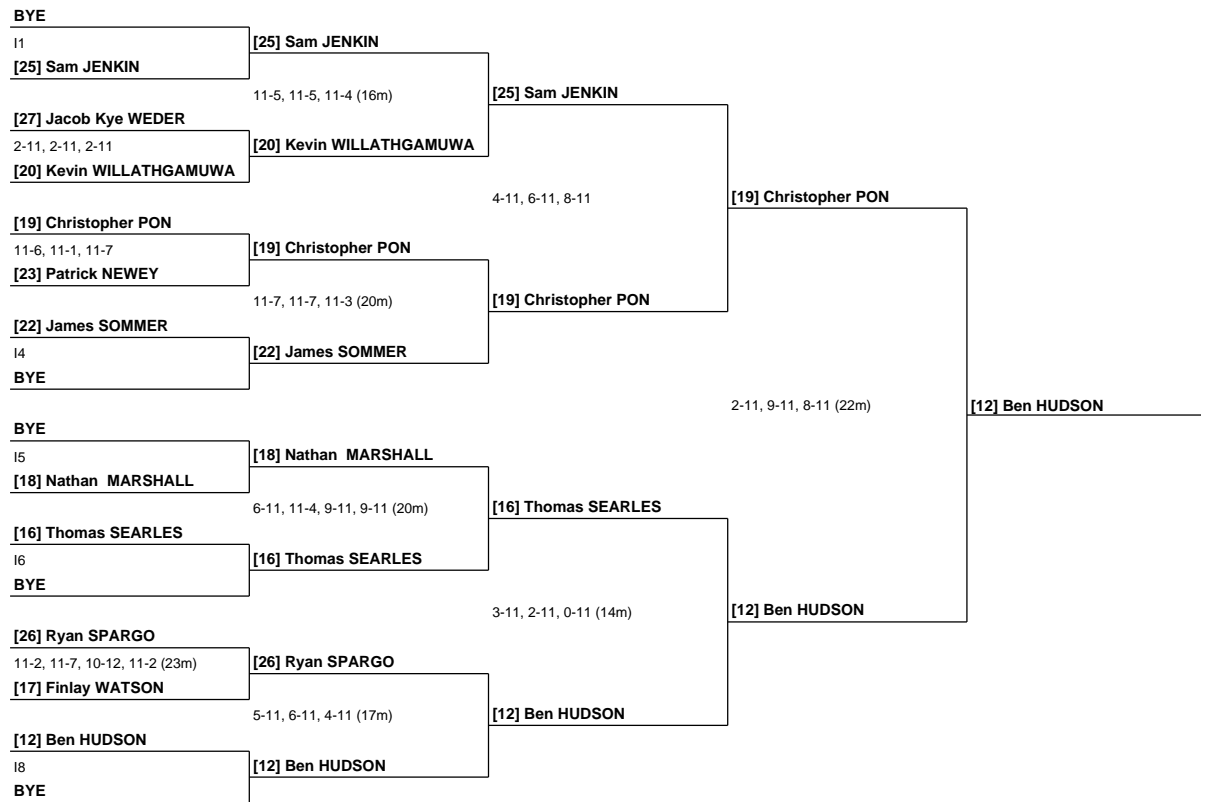 BYE
I1
[25] Sam JENKIN
[25] Sam JENKIN
11-5, 11-5, 11-4 (16m)
[25] Sam JENKIN
[27] Jacob Kye WEDER
2-11, 2-11, 2-11
[20] Kevin WILLATHGAMUWA
[20] Kevin WILLATHGAMUWA
4-11, 6-11, 8-11
[19] Christopher PON
[19] Christopher PON
11-6, 11-1, 11-7
[19] Christopher PON
[23] Patrick NEWEY
11-7, 11-7, 11-3 (20m)
[19] Christopher PON
[22] James SOMMER
I4
[22] James SOMMER
BYE
2-11, 9-11, 8-11 (22m)
[12] Ben HUDSON
BYE
I5
[18] Nathan  MARSHALL
[18] Nathan  MARSHALL
6-11, 11-4, 9-11, 9-11 (20m)
[16] Thomas SEARLES
[16] Thomas SEARLES
I6
[16] Thomas SEARLES
BYE
3-11, 2-11, 0-11 (14m)
[12] Ben HUDSON
[26] Ryan SPARGO
11-2, 11-7, 10-12, 11-2 (23m)
[26] Ryan SPARGO
[17] Finlay WATSON
5-11, 6-11, 4-11 (17m)
[12] Ben HUDSON
[12] Ben HUDSON
I8
[12] Ben HUDSON
BYE